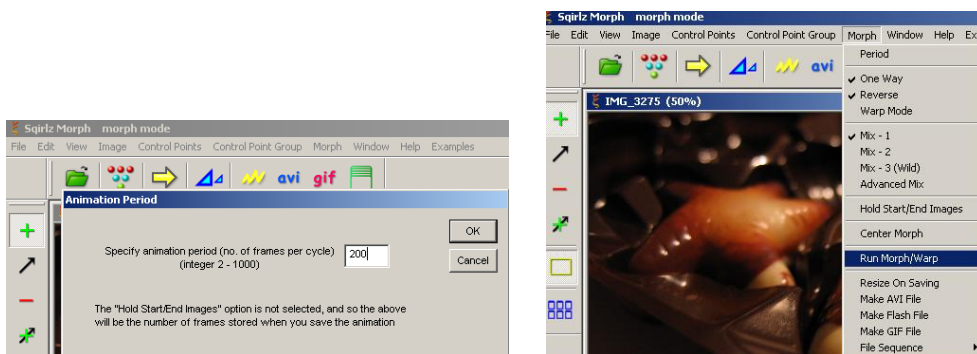 Sqirlz Morph morph mode
File Edit View Image Control Points Control Point Group Morph Window Help Examples
avi gif
Animation Period
Specify animation period (no. of frames per cycle)
(integer 2 - 1000)
200
OK
Cancel
The "Hold Start/End Images" option is not selected, and so the above
will be the number of frames stored when you save the animation
Sqirlz Morph morph mode
File Edit View Image Control Points Control Point Group Morph Window Help Ex
avi
IMG_3275 (50%)
Period
One Way
Reverse
Warp Mode
Mix - 1
Mix - 2
Mix - 3 (Wild)
Advanced Mix
Hold Start/End Images
Center Morph
Run Morph/Warp
Resize On Saving
Make AVI File
Make Flash File
Make GIF File
File Sequence